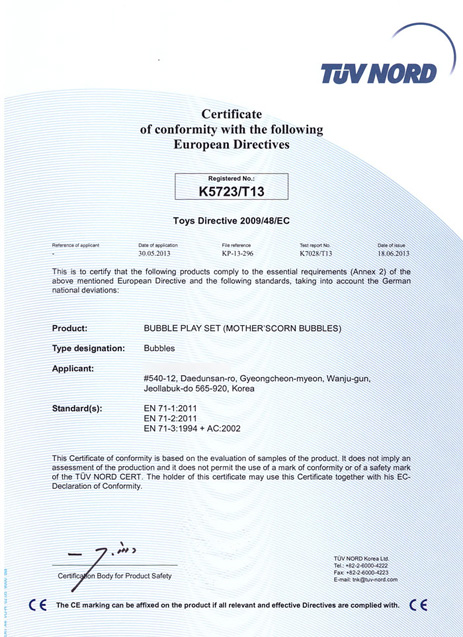 TÜV NORD
Certificate
of conformity with the following
European Directives
Registered No.:
K5723/T13
Toys Directive 2009/48/EC
Reference of applicant Date of application File reference Test report No. Date of issue
- 30.05.2013 KP-13-296 K7028/T13 18.06.2013
This is to certify that the following products comply to the essential requirements (Annex 2) of the
above mentioned European Directive and the following standards, taking into account the German
national deviations:
Product: BUBBLE PLAY SET (MOTHER'SCORN BUBBLES)
Type designation: Bubbles
Applicant:
#540-12, Daedunsan-ro, Gyeongcheon-myeon, Wanju-gun,
Jeollabuk-do 565-920, Korea
Standard(s): EN 71-1:2011
EN 71-2:2011
EN 71-3:1994 + AC:2002
This Certificate of conformity is based on the evaluation of samples of the product. It does not imply an
assessment of the production and it does not permit the use of a mark of conformity or of a safety mark
of the TÜV NORD CERT. The holder of this certificate may use this Certificate together with his EC-
Declaration of Conformity.
Certification Body for Product Safety
TÜV NORD Korea Ltd.
Tel.: +82-2-6000-4222
Fax: +82-2-6000-4223
E-mail: tnk@tuv-nord.com
CE The CE marking can be affixed on the product if all relevant and effective Directives are complied with. CE